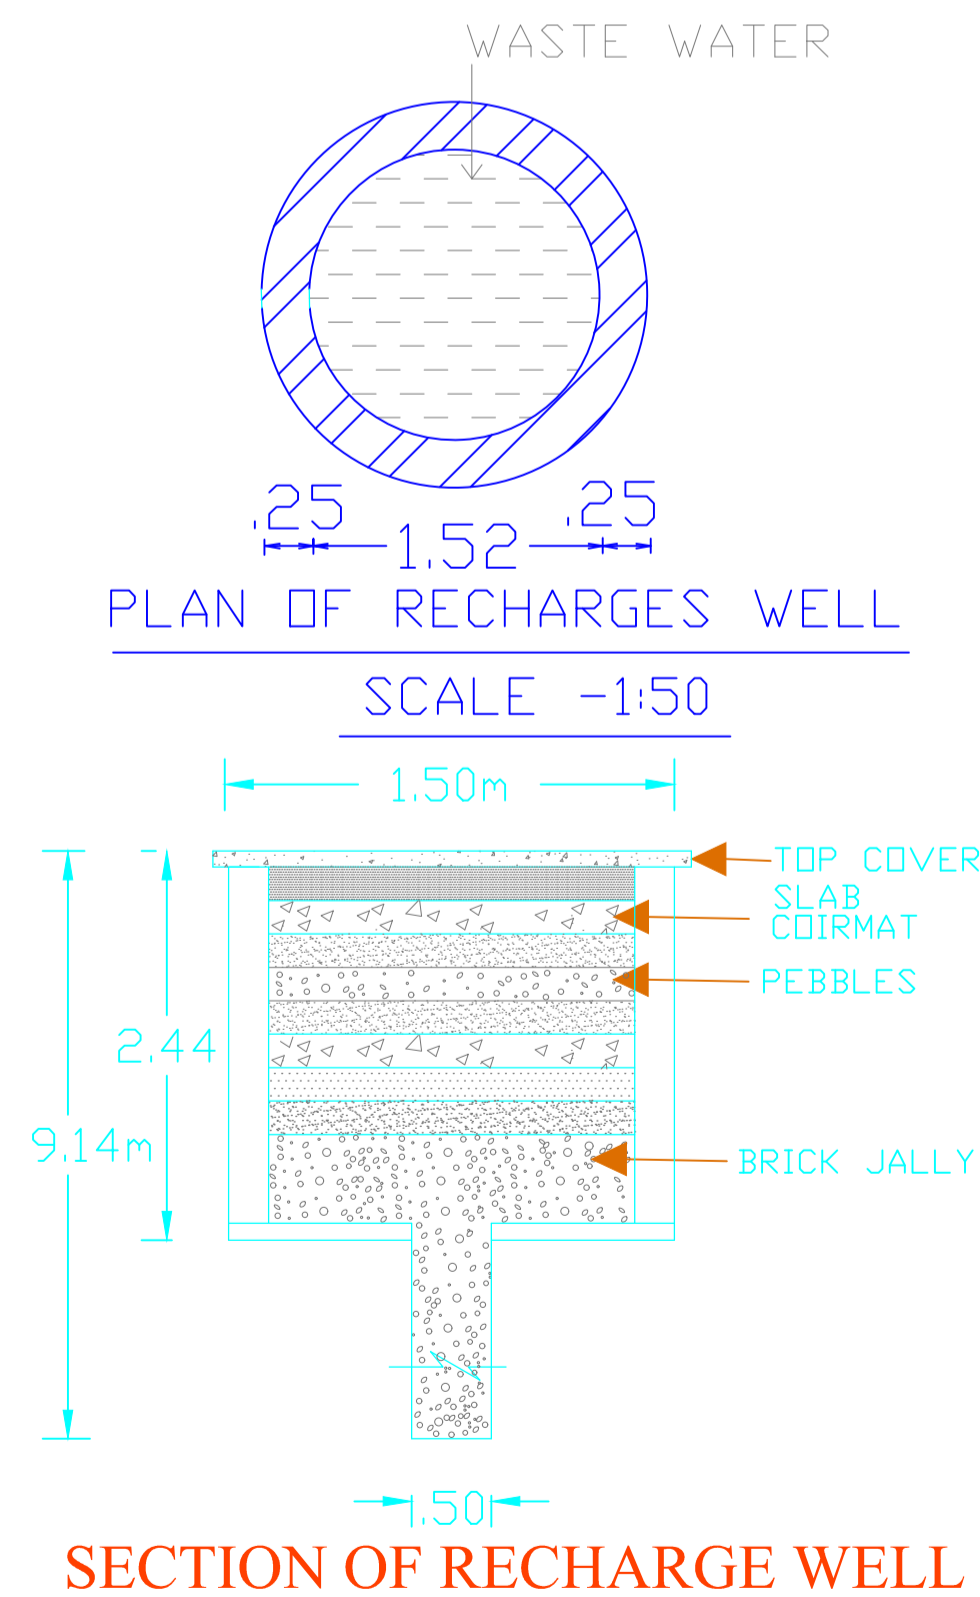 WASTE WATER
.25
1.52
.25
PLAN OF RECHARGES WELL
SCALE -1:50
1.50m
TOP COVER
SLAB
COIRMAT
PEBBLES
2.44
9.14m
BRICK JALLY
.50
SECTION OF RECHARGE WELL